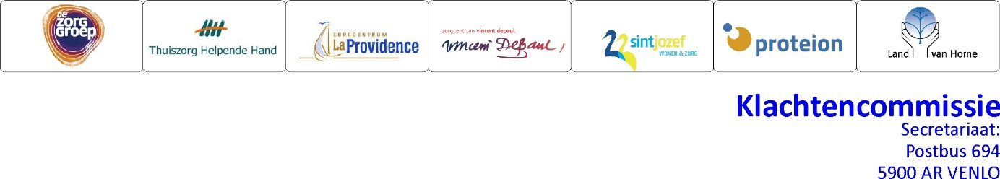 De
Zorg
Groep
Thuiszorg Helpende Hand
ZORGCENTRUM
La Providence
zorgcentrum vincent depaul
Vincent DePaul
sintjozef
WONEN & ZORG
proteion
Land van Horne
Klachtencommissie
Secretariaat:
Postbus 694
5900 AR VENLO